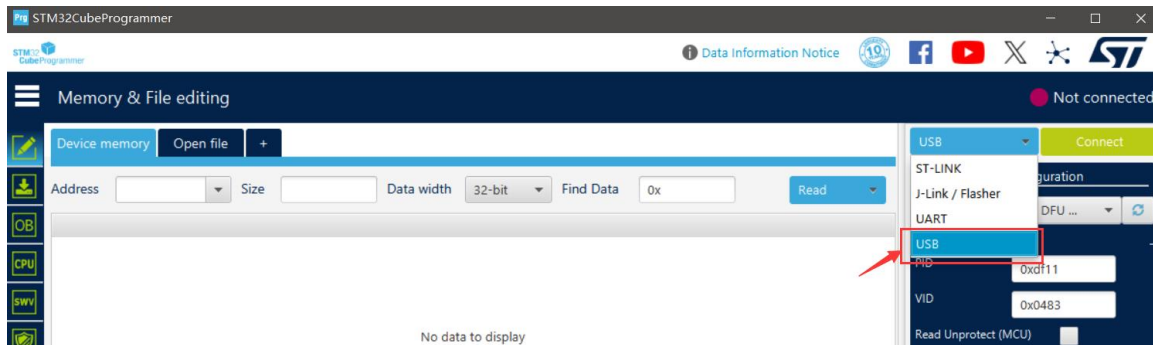 Prg STM32CubeProgrammer
STM32 CubeProgrammer
Data Information Notice
19
Memory & File editing
Not connected
Device memory Open file +
USB Connect
Address Size Data width 32-bit Find Data 0x Read
ST-LINK
J-Link / Flasher
UART
USB
guration
DFU ...
OB
CPU
SWV
PID 0xdf11
VID 0x0483
Read Unprotect (MCU)
No data to display